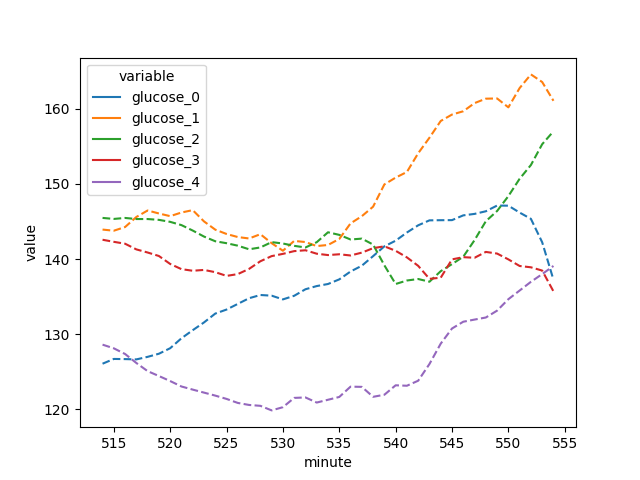 variable
glucose_0
glucose_1
glucose_2
glucose_3
glucose_4
value
160
150
140
130
120
515 520 525 530 535 540 545 550 555
minute